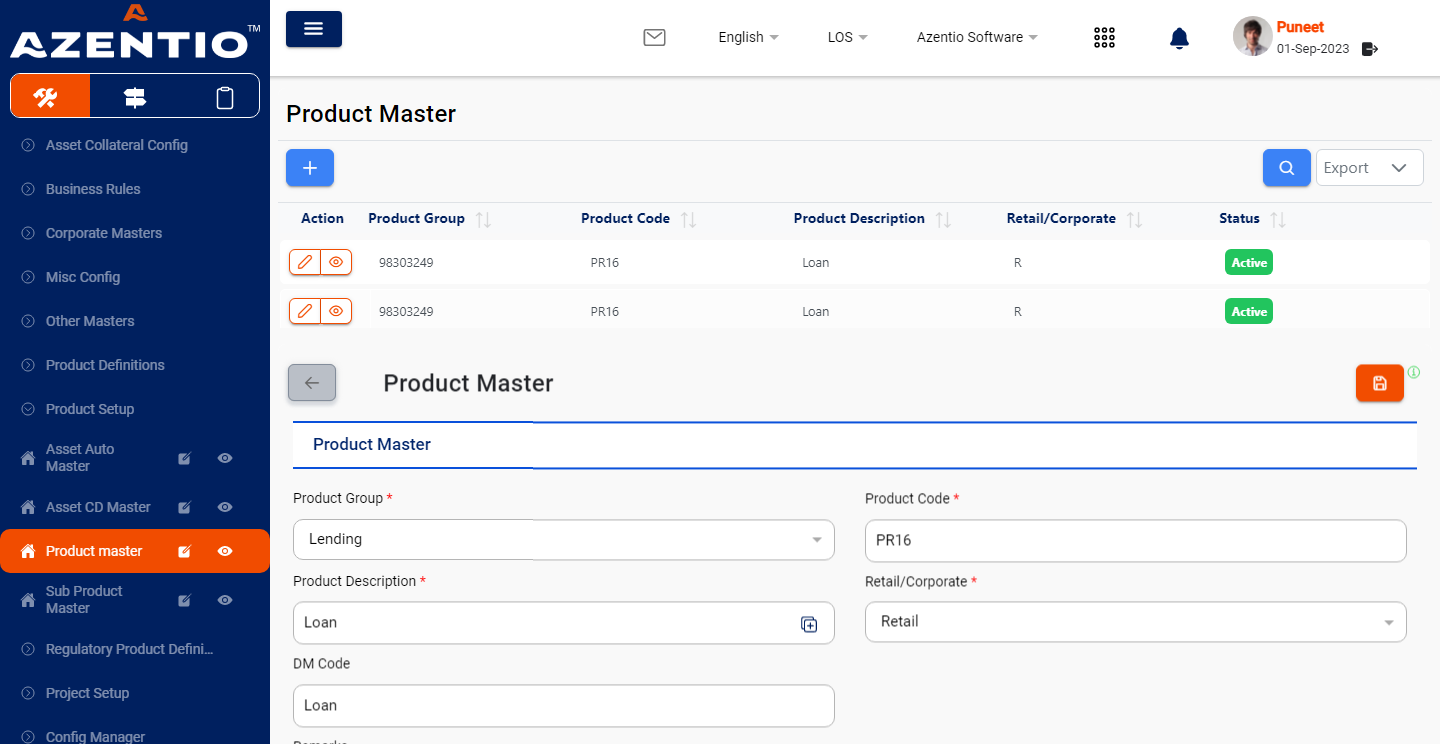 AZENTIO™
English
LOS
Azentio Software
Puneet
01-Sep-2023
Asset Collateral Config
Business Rules
Corporate Masters
Misc Config
Other Masters
Product Definitions
Product Setup
Asset Auto
Master
Asset CD Master
Product master
Sub Product
Master
Regulatory Product Defini...
Project Setup
Config Manager
Product Master
Export
Action Product Group Product Code Product Description Retail/Corporate Status
98303249 PR16 Loan R Active
98303249 PR16 Loan R Active
Product Master
Product Master
Product Group * Product Code *
Lending PR16
Product Description * Retail/Corporate *
Loan Retail
DM Code
Loan
Remarks